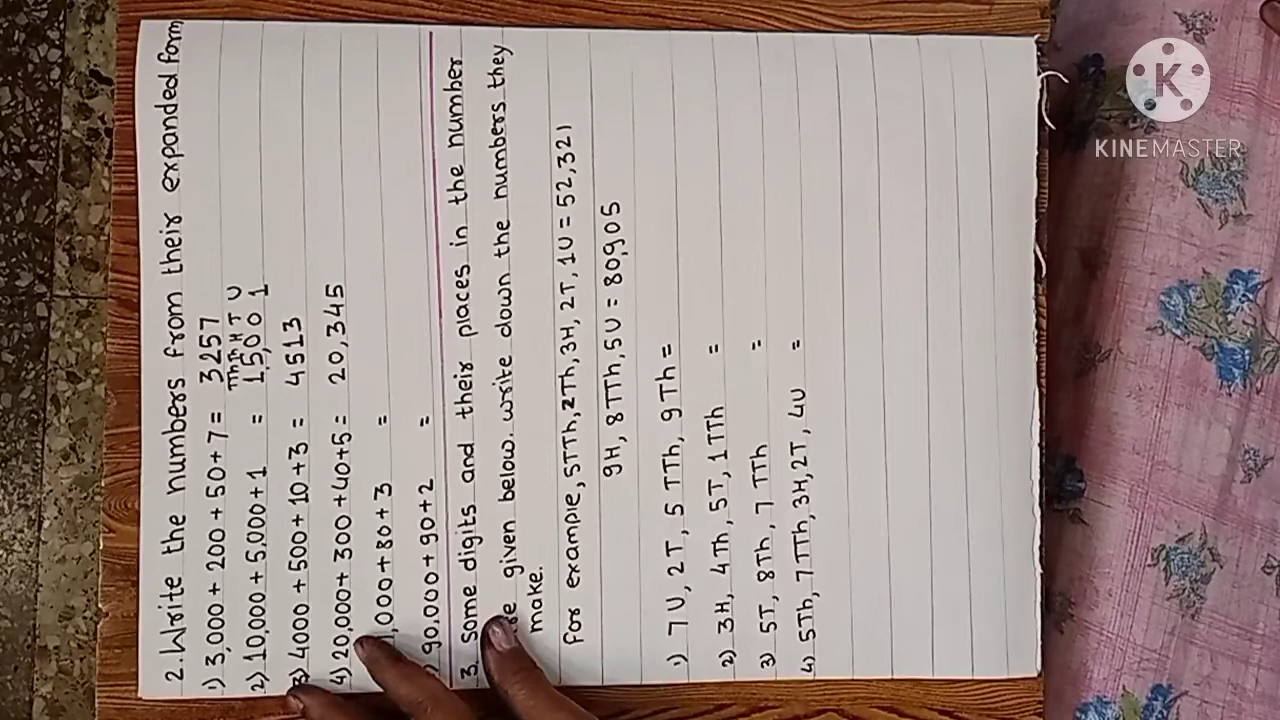 2. Write the numbers from their expanded form
1) 3,000 + 200 + 50 + 7 = 3257
TTh Th H T U
2) 10,000 + 5,000 + 1 = 15,001
3) 4000 + 500 + 10 + 3 = 4513
4) 20,000 + 300 + 40 + 5 = 20,345
,000 + 80 + 3 =
) 90,000 + 90 + 2 =
3. Some digits and their places in the number
given below. write down the numbers they
make.
for example, 5TTh, 2Th, 3H, 2T, 1U = 52,321
9H, 8TTh, 5U = 80,905
1) 7U, 2T, 5TTh, 9Th =
2) 3H, 4Th, 5T, 1TTh =
3) 5T, 8Th, 7TTh =
4) 5Th, 7TTh, 3H, 2T, 4U =
K
KINEMASTER